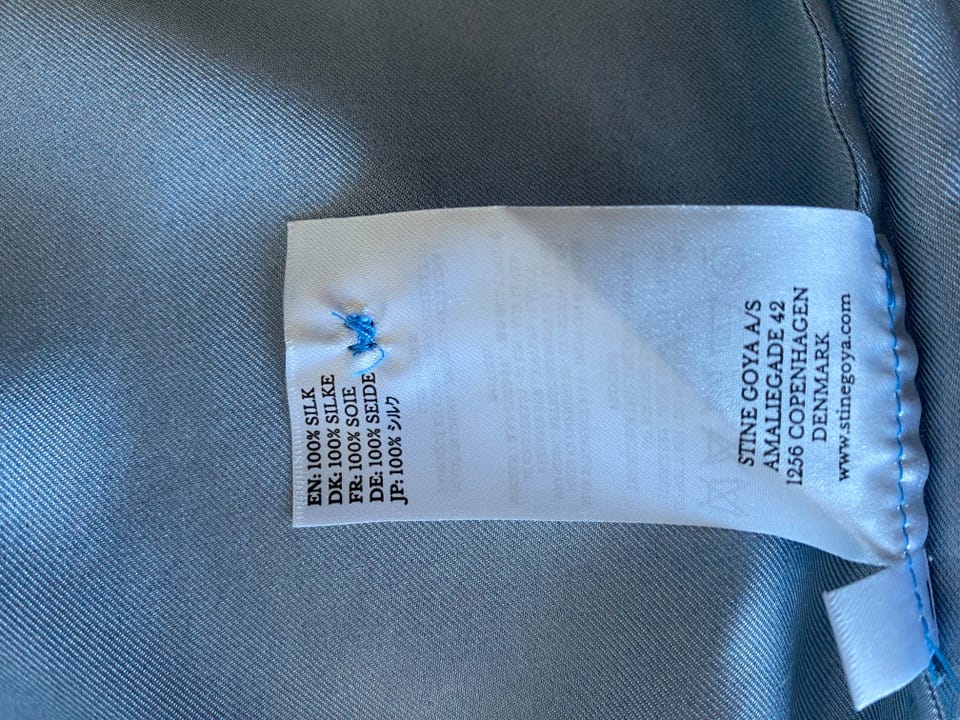 EN: 100% SILK
DK: 100% SILKE
FR: 100% SOIE
DE: 100% SEIDE
JP: 100% シルク
STINE GOYA A/S
AMALIEGADE 42
1256 COPENHAGEN
DENMARK
www.stinegoya.com